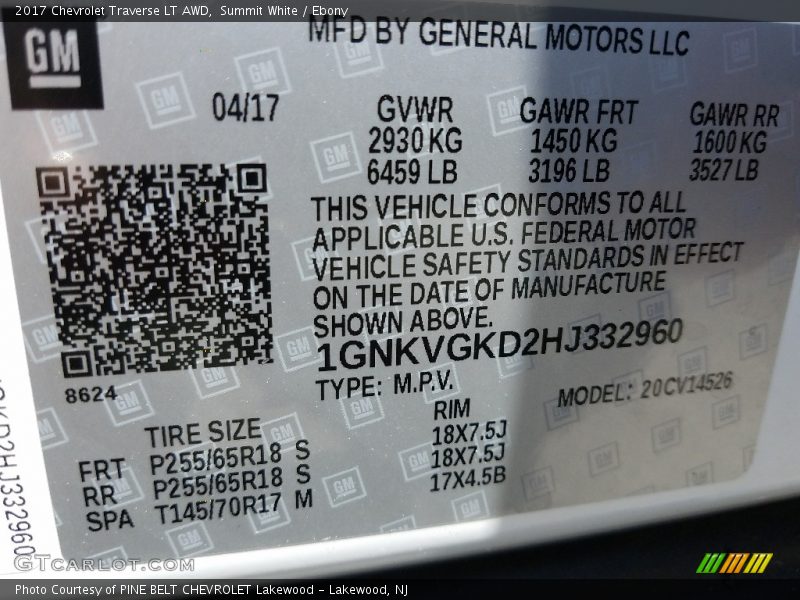 2017 Chevrolet Traverse LT AWD, Summit White / Ebony
MFD BY GENERAL MOTORS LLC
GM
04/17
GVWR GAWR FRT GAWR RR
2930 KG 1450 KG 1600 KG
6459 LB 3196 LB 3527 LB
THIS VEHICLE CONFORMS TO ALL
APPLICABLE U.S. FEDERAL MOTOR
VEHICLE SAFETY STANDARDS IN EFFECT
ON THE DATE OF MANUFACTURE
SHOWN ABOVE.
1GNKVGKD2HJ332960
8624
TYPE: M.P.V. MODEL: 20CV14526
TIRE SIZE RIM
FRT P255/65R18 S 18X7.5J
RR P255/65R18 S 18X7.5J
SPA T145/70R17 M 17X4.5B
KD2HJ332960
GTcarlot.com
Photo Courtesy of PINE BELT CHEVROLET Lakewood - Lakewood, NJ